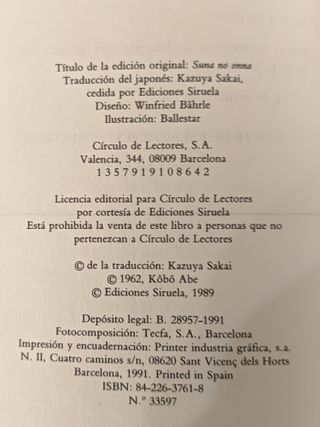 Título de la edición original: Suna no onna
Traducción del japonés: Kazuya Sakai,
cedida por Ediciones Siruela
Diseño: Winfried Bährle
Ilustración: Ballestar
Círculo de Lectores, S.A.
Valencia, 344, 08009 Barcelona
1 3 5 7 9 1 9 1 0 8 6 4 2
Licencia editorial para Círculo de Lectores
por cortesía de Ediciones Siruela
Está prohibida la venta de este libro a personas que no
pertenezcan a Círculo de Lectores
© de la traducción: Kazuya Sakai
© 1962, Kôbô Abe
© Ediciones Siruela, 1989
Depósito legal: B. 28957-1991
Fotocomposición: Tecfa, S.A., Barcelona
Impresión y encuadernación: Printer industria gráfica, s.a.
N. II, Cuatro caminos s/n, 08620 Sant Vicenç dels Horts
Barcelona, 1991. Printed in Spain
ISBN: 84-226-3761-8
N.º 33597